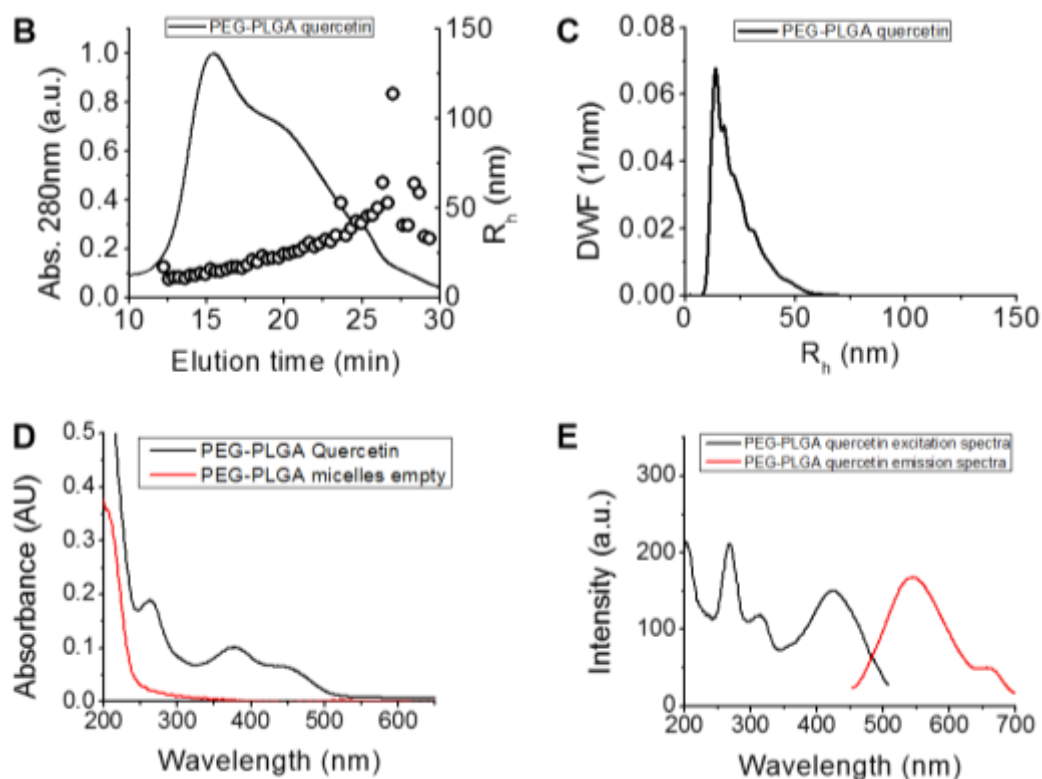 B
PEG-PLGA quercetin
Abs. 280nm (a.u.)
1.0
0.8
0.6
0.4
0.2
0.0
150
100
50
0
Rh (nm)
10 15 20 25 30
Elution time (min)
C
PEG-PLGA quercetin
DWF (1/nm)
0.08
0.06
0.04
0.02
0.00
0 50 100 150
Rh (nm)
D
PEG-PLGA Quercetin
PEG-PLGA micelles empty
Absorbance (AU)
0.5
0.4
0.3
0.2
0.1
0.0
200 300 400 500 600
Wavelength (nm)
E
PEG-PLGA quercetin excitation spectra
PEG-PLGA quercetin emission spectra
Intensity (a.u.)
300
200
100
0
200 300 400 500 600 700
Wavelength (nm)